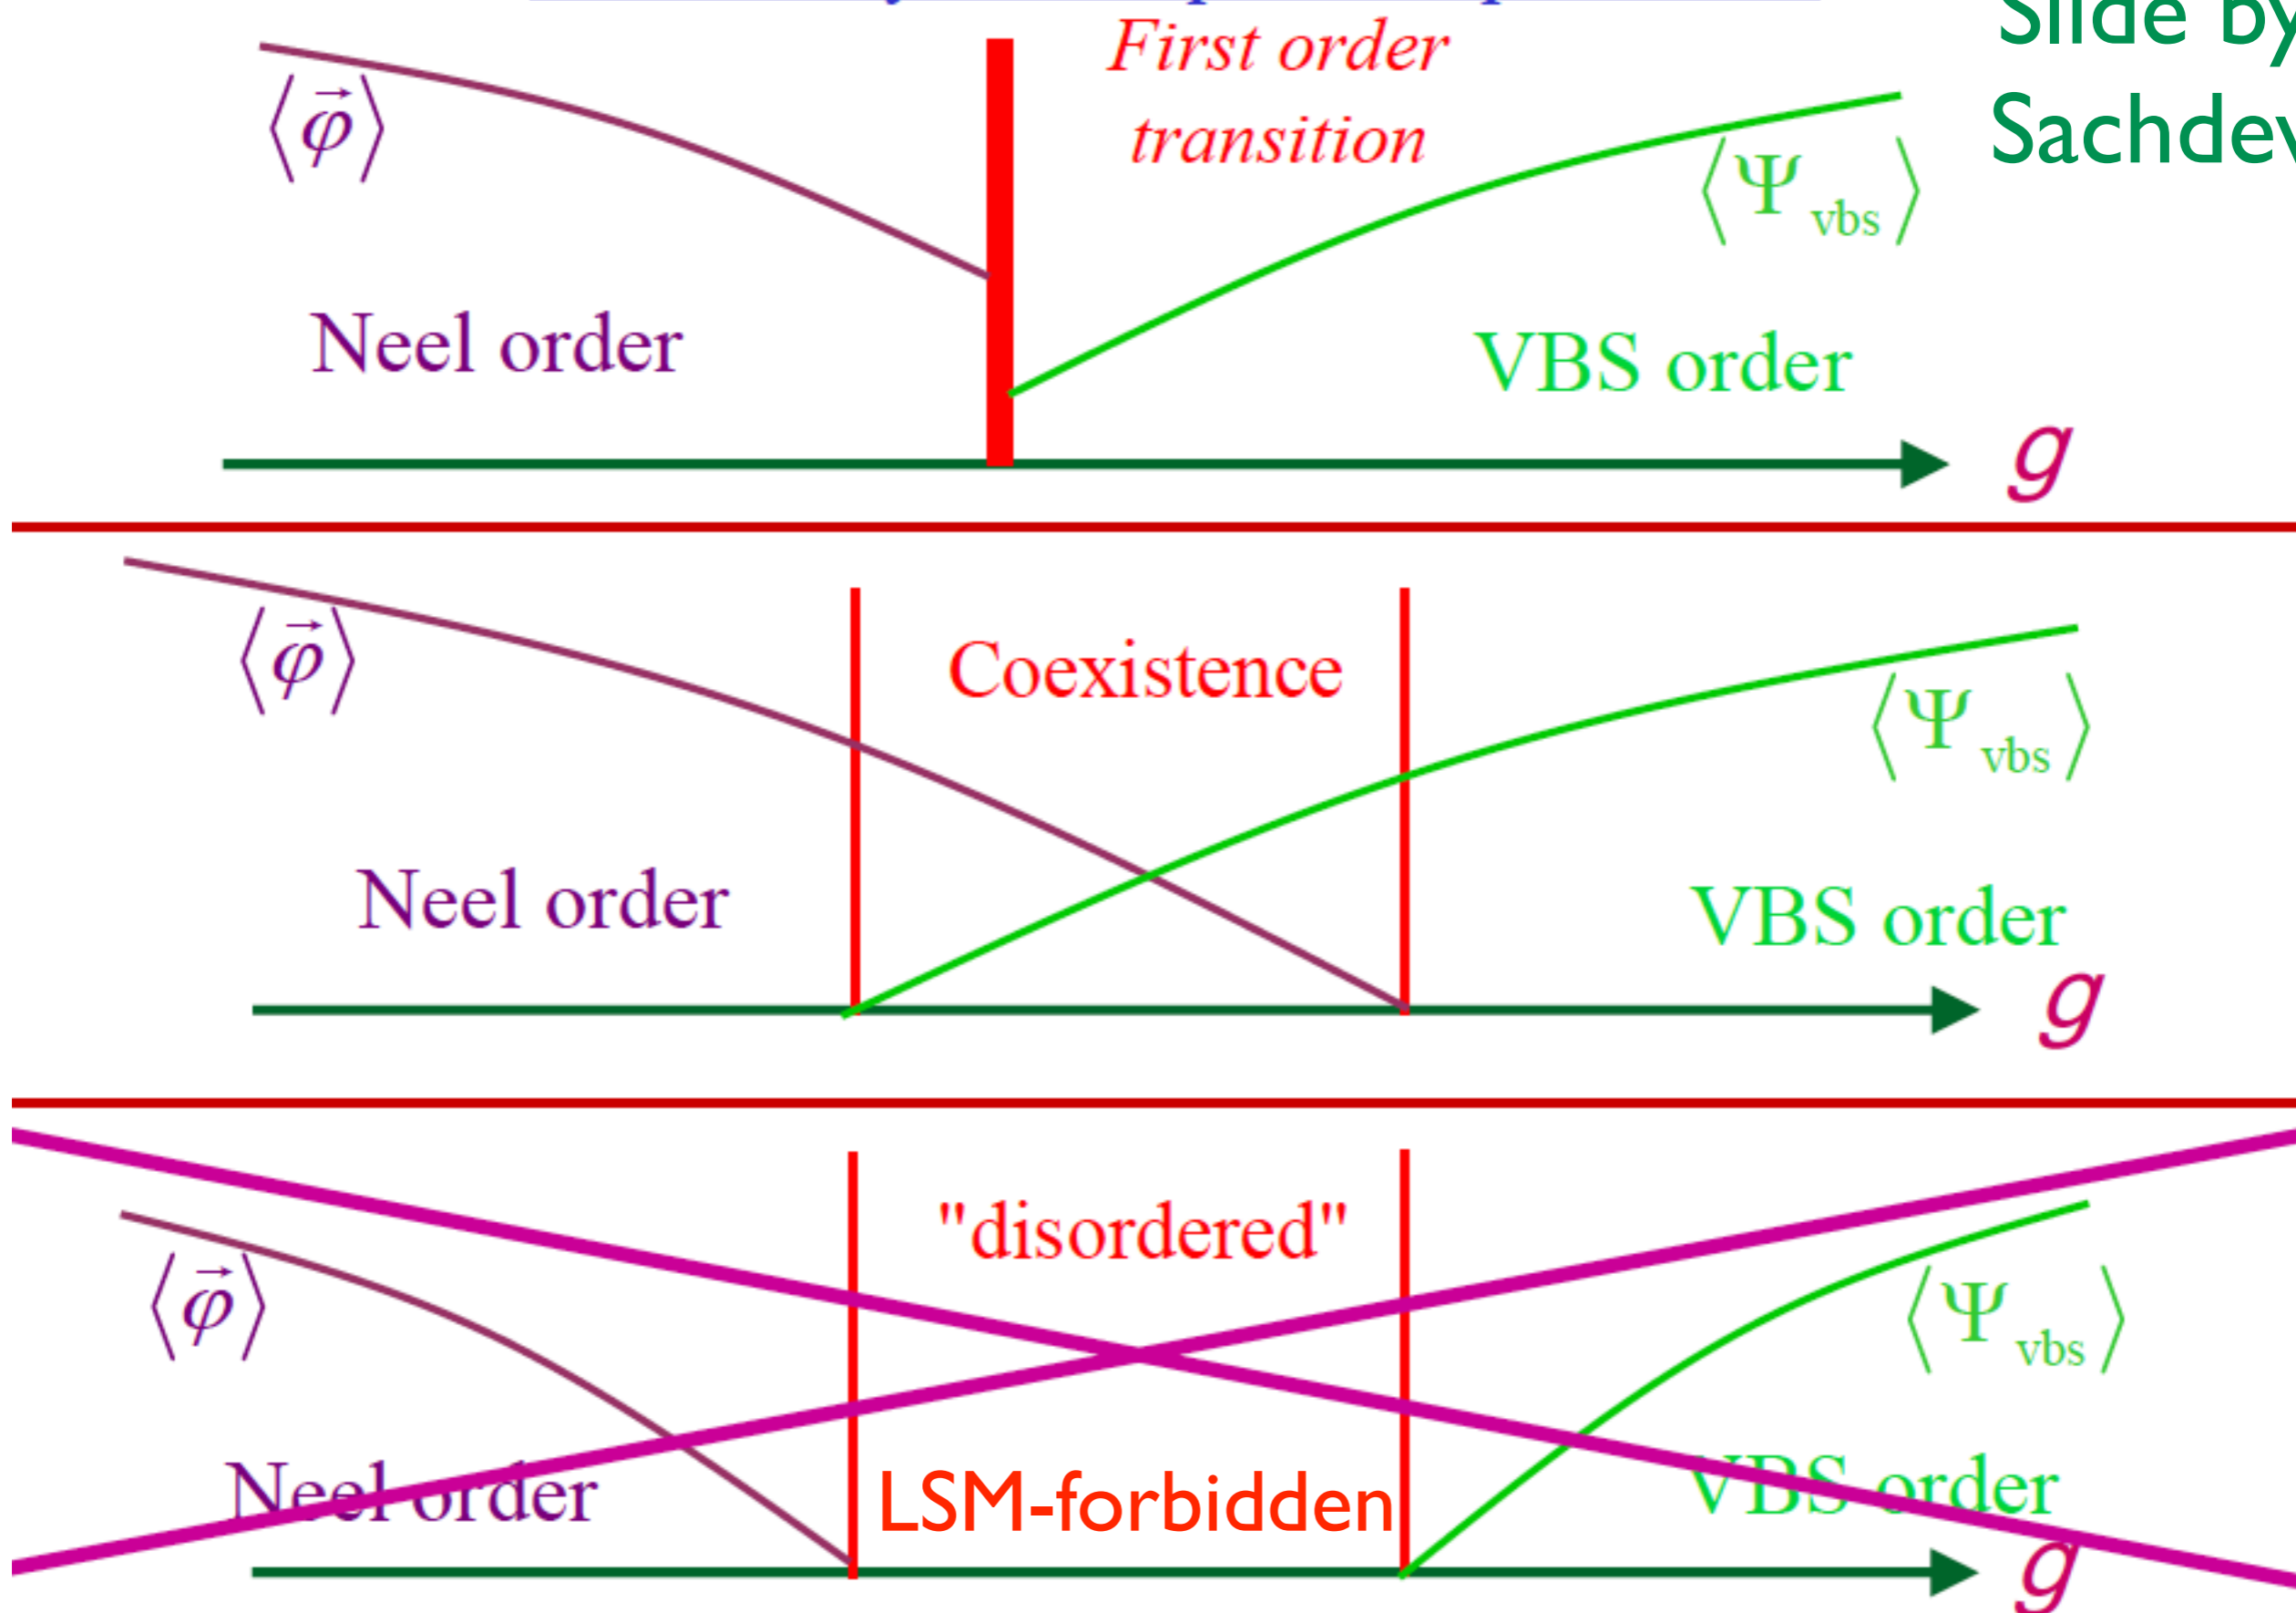 First order
transition
Slide by
⟨φ⃗⟩
⟨Ψvbs⟩
Neel order
VBS order
g
⟨φ⃗⟩
Coexistence
⟨Ψvbs⟩
Neel order
VBS order
g
"disordered"
⟨φ⃗⟩
⟨Ψvbs⟩
Neel order
LSM-forbidden
VBS order
g